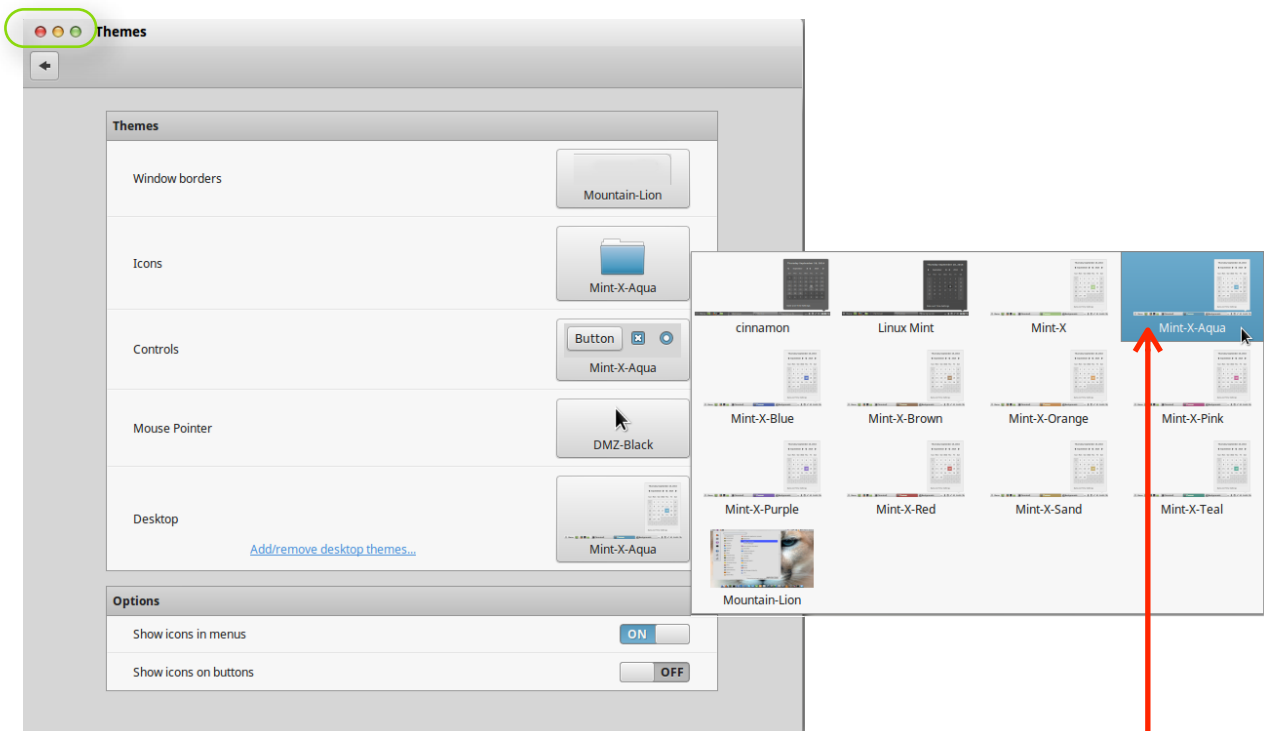 Themes
Themes
Window borders
Mountain-Lion
Icons
Mint-X-Aqua
Controls
Button
Mint-X-Aqua
Mouse Pointer
DMZ-Black
Desktop
Add/remove desktop themes...
Mint-X-Aqua
Options
Show icons in menus
ON
Show icons on buttons
OFF
cinnamon
Linux Mint
Mint-X
Mint-X-Aqua
Mint-X-Blue
Mint-X-Brown
Mint-X-Orange
Mint-X-Pink
Mint-X-Purple
Mint-X-Red
Mint-X-Sand
Mint-X-Teal
Mountain-Lion